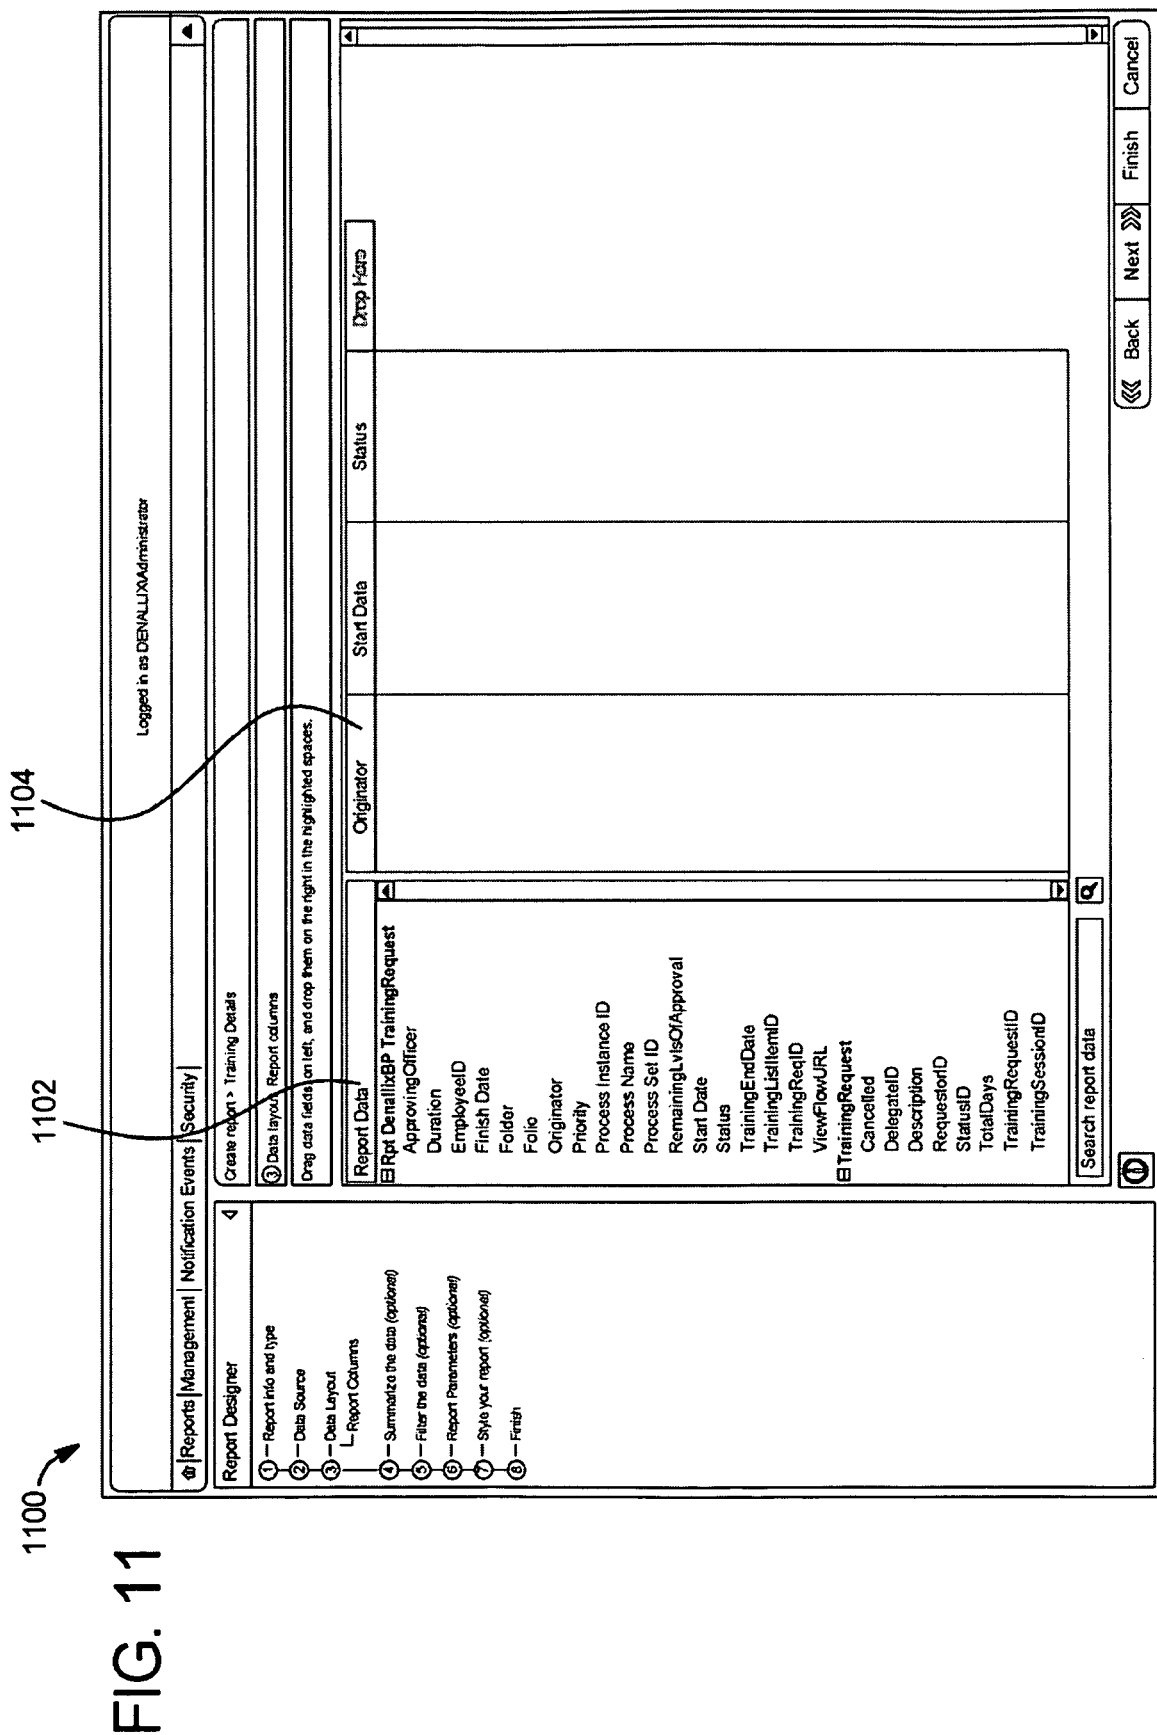 FIG. 11
1100
1102
1104
Logged in as DENALLIX\Administrator
Reports | Management | Notification Events | Security |
Report Designer
1 Report info and type
2 Data Source
3 Data Layout
Report Columns
4 Summarize the data (optional)
5 Filter the data (optional)
6 Report Parameters (optional)
7 Style your report (optional)
8 Finish
Create report > Training Details
3 Data layout: Report columns
Drag data fields on left, and drop them on the right in the highlighted spaces.
Report Data
Originator
Start Data
Status
Drop Here
Rpt DenallixBP TrainingRequest
ApprovingOfficer
Duration
EmployeeID
Finish Date
Folder
Folio
Originator
Priority
Process Instance ID
Process Name
Process Set ID
RemainingLvlsOfApproval
Start Date
Status
TrainingEndDate
TrainingListItemID
TrainingReqID
ViewFlowURL
TrainingRequest
Cancelled
DelegateID
Description
RequestorID
StatusID
TotalDays
TrainingRequestID
TrainingSessionID
Search report data
Back
Next
Finish
Cancel